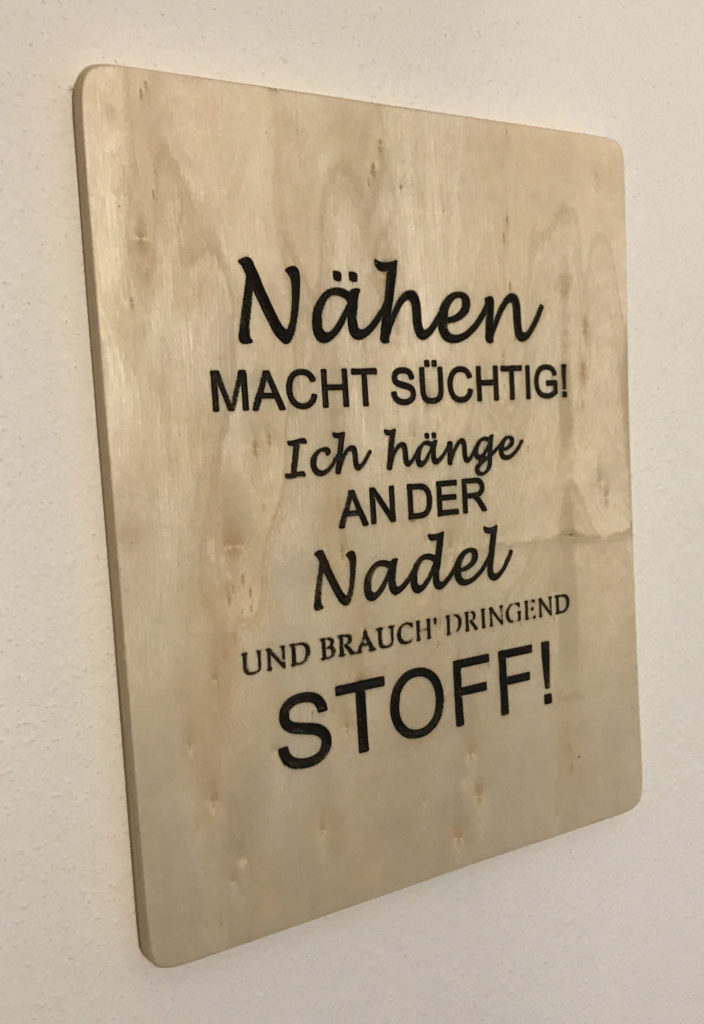 Nähen
MACHT SÜCHTIG!
Ich hänge
AN DER
Nadel
UND BRAUCH' DRINGEND
STOFF!